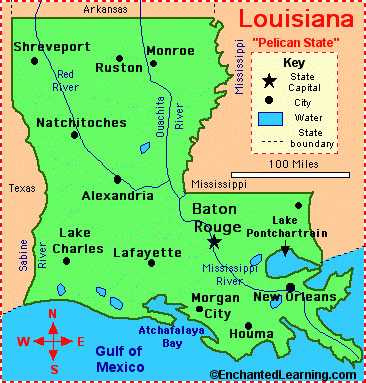 Arkansas
Louisiana
"Pelican State"
Shreveport
Monroe
Ruston
Red
River
Ouachita
River
Mississippi
Key
State
Capital
City
Water
State
boundary
100 Miles
Natchitoches
Texas
Alexandria
Mississippi
Baton
Rouge
Lake
Pontchartrain
Lake
Charles
Lafayette
Sabine
River
Mississippi
River
New Orleans
Morgan
City
Houma
Atchafalaya
Bay
Gulf of
Mexico
N
W
E
S
©EnchantedLearning.com